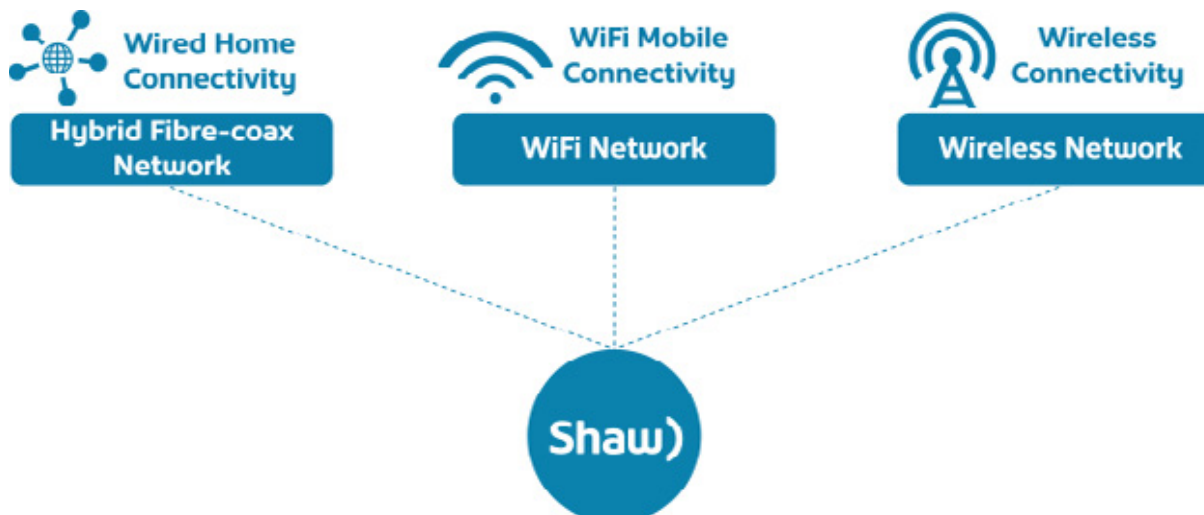 Wired Home
Connectivity
Hybrid Fibre-coax
Network
WiFi Mobile
Connectivity
WiFi Network
Wireless
Connectivity
Wireless Network
Shaw)